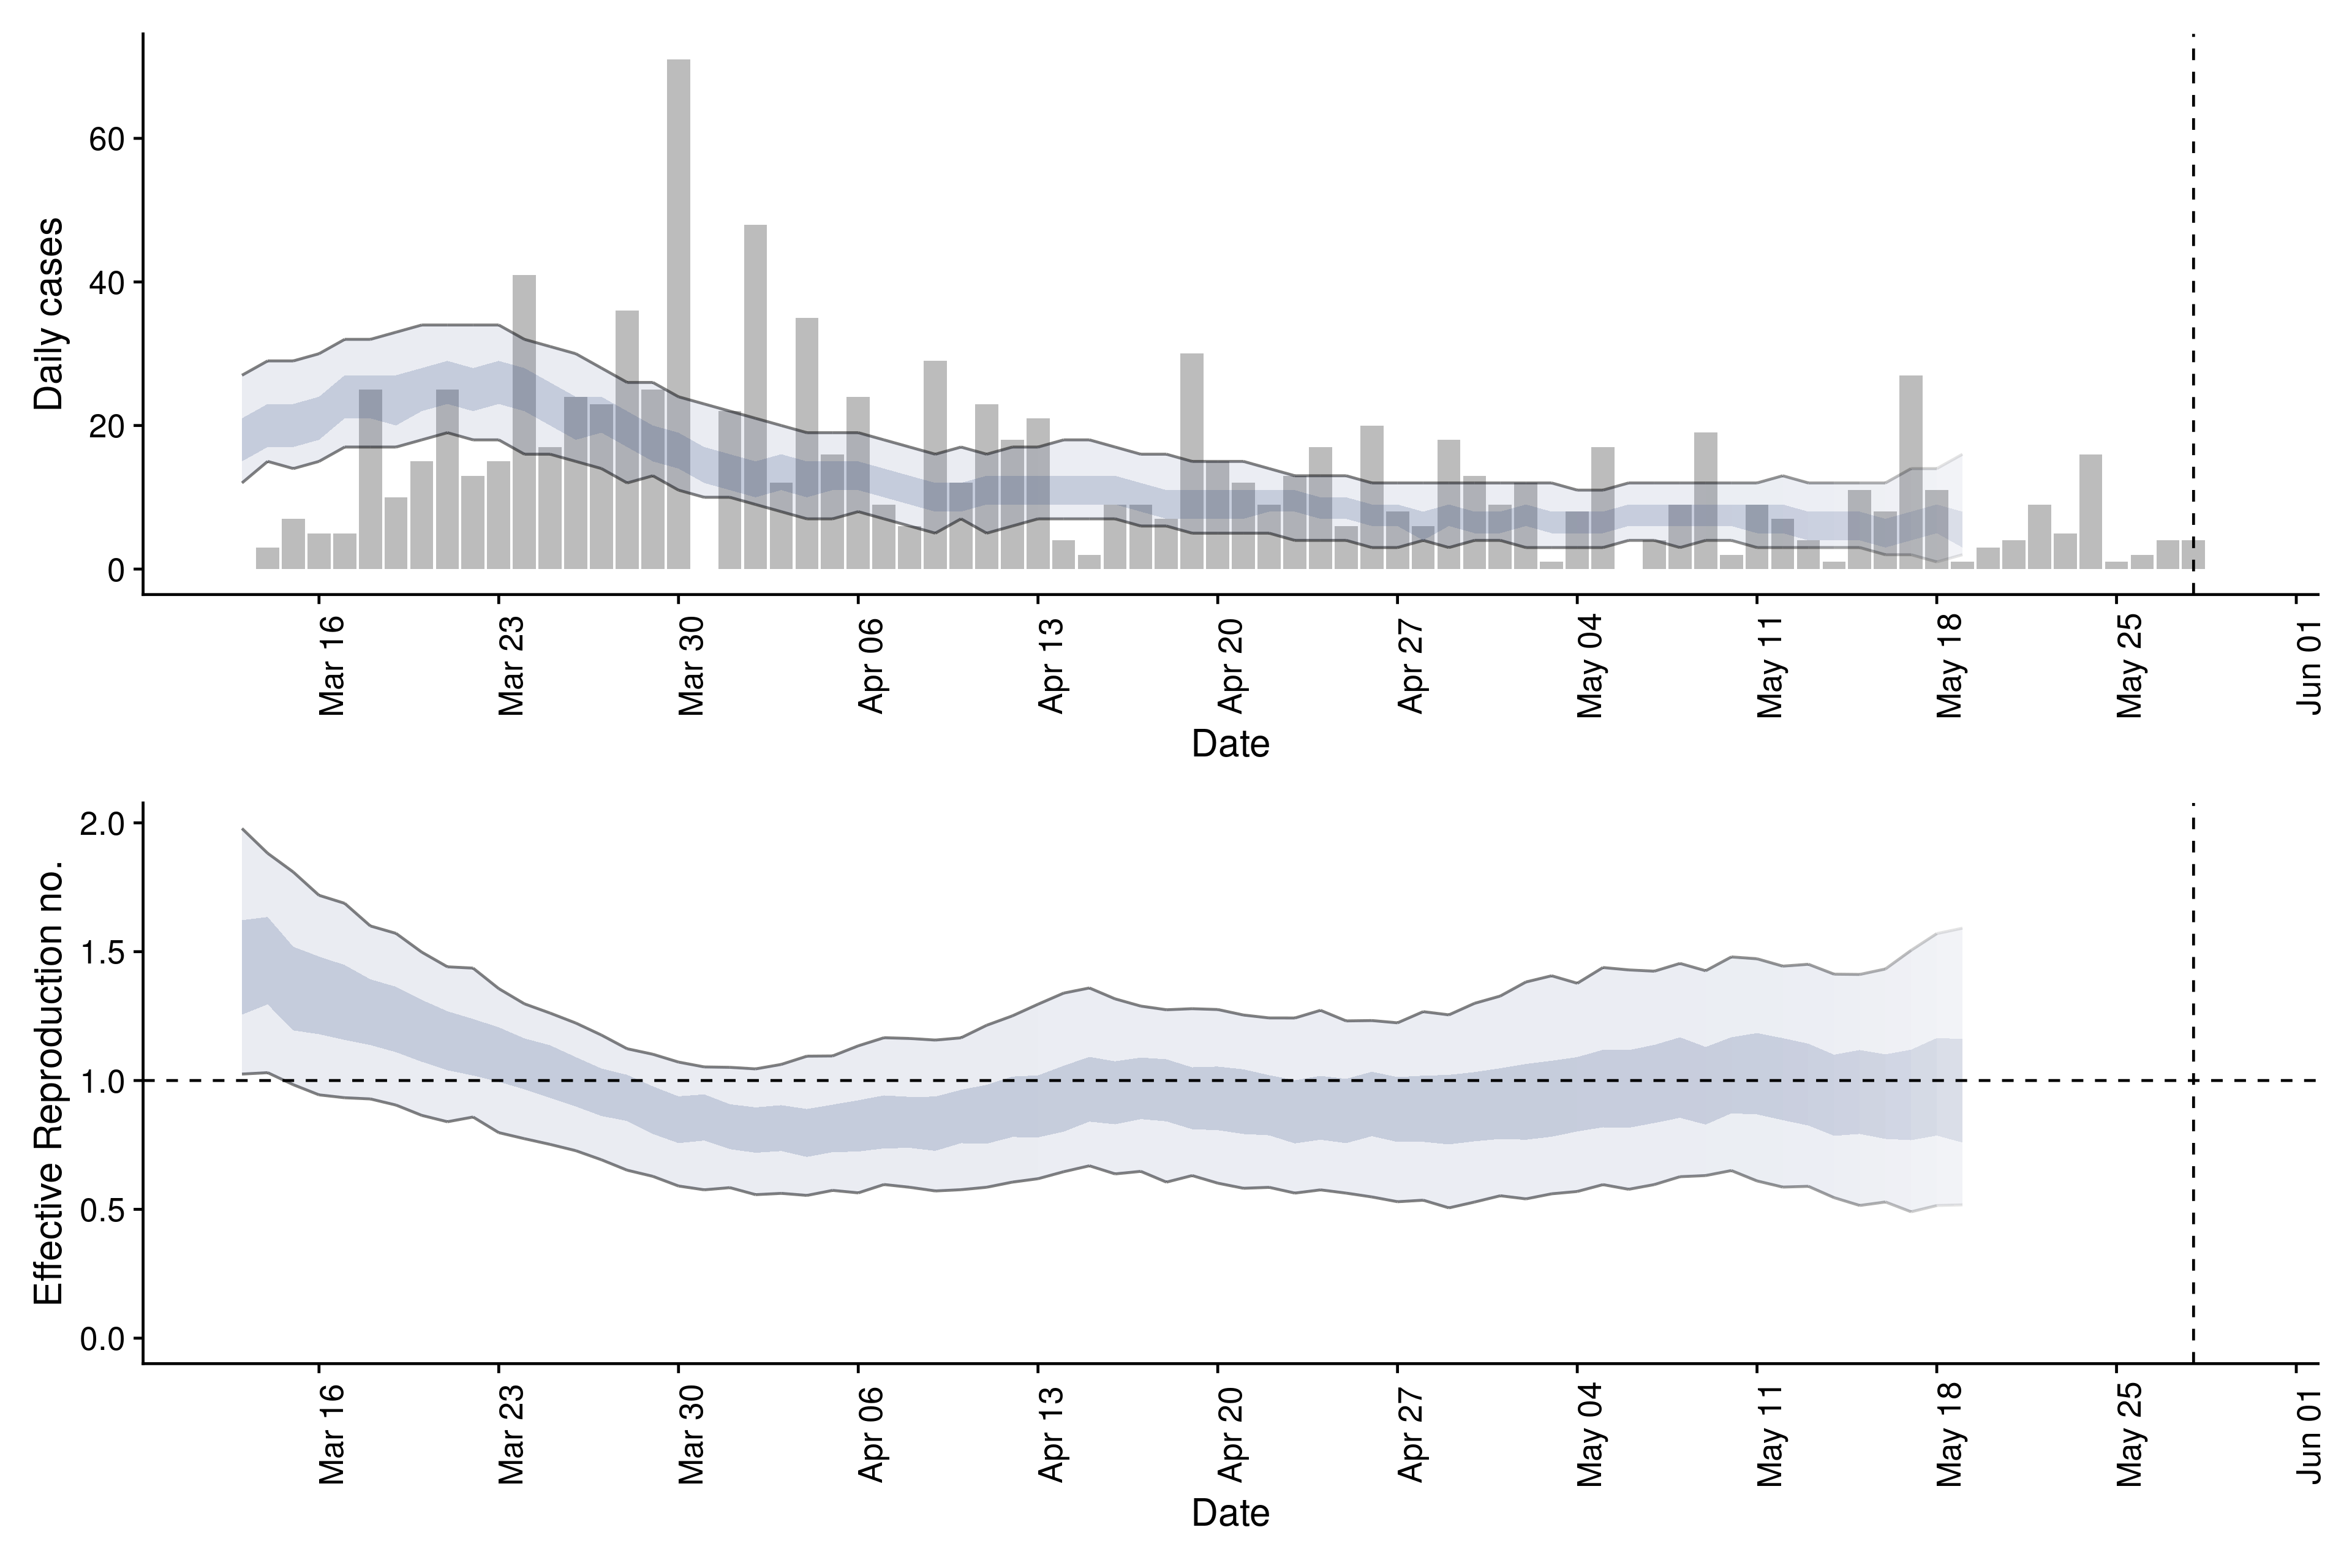 Daily cases
60
40
20
0
Mar 16
Mar 23
Mar 30
Apr 06
Apr 13
Apr 20
Apr 27
May 04
May 11
May 18
May 25
Jun 01
Date
Effective Reproduction no.
2.0
1.5
1.0
0.5
0.0
Mar 16
Mar 23
Mar 30
Apr 06
Apr 13
Apr 20
Apr 27
May 04
May 11
May 18
May 25
Jun 01
Date